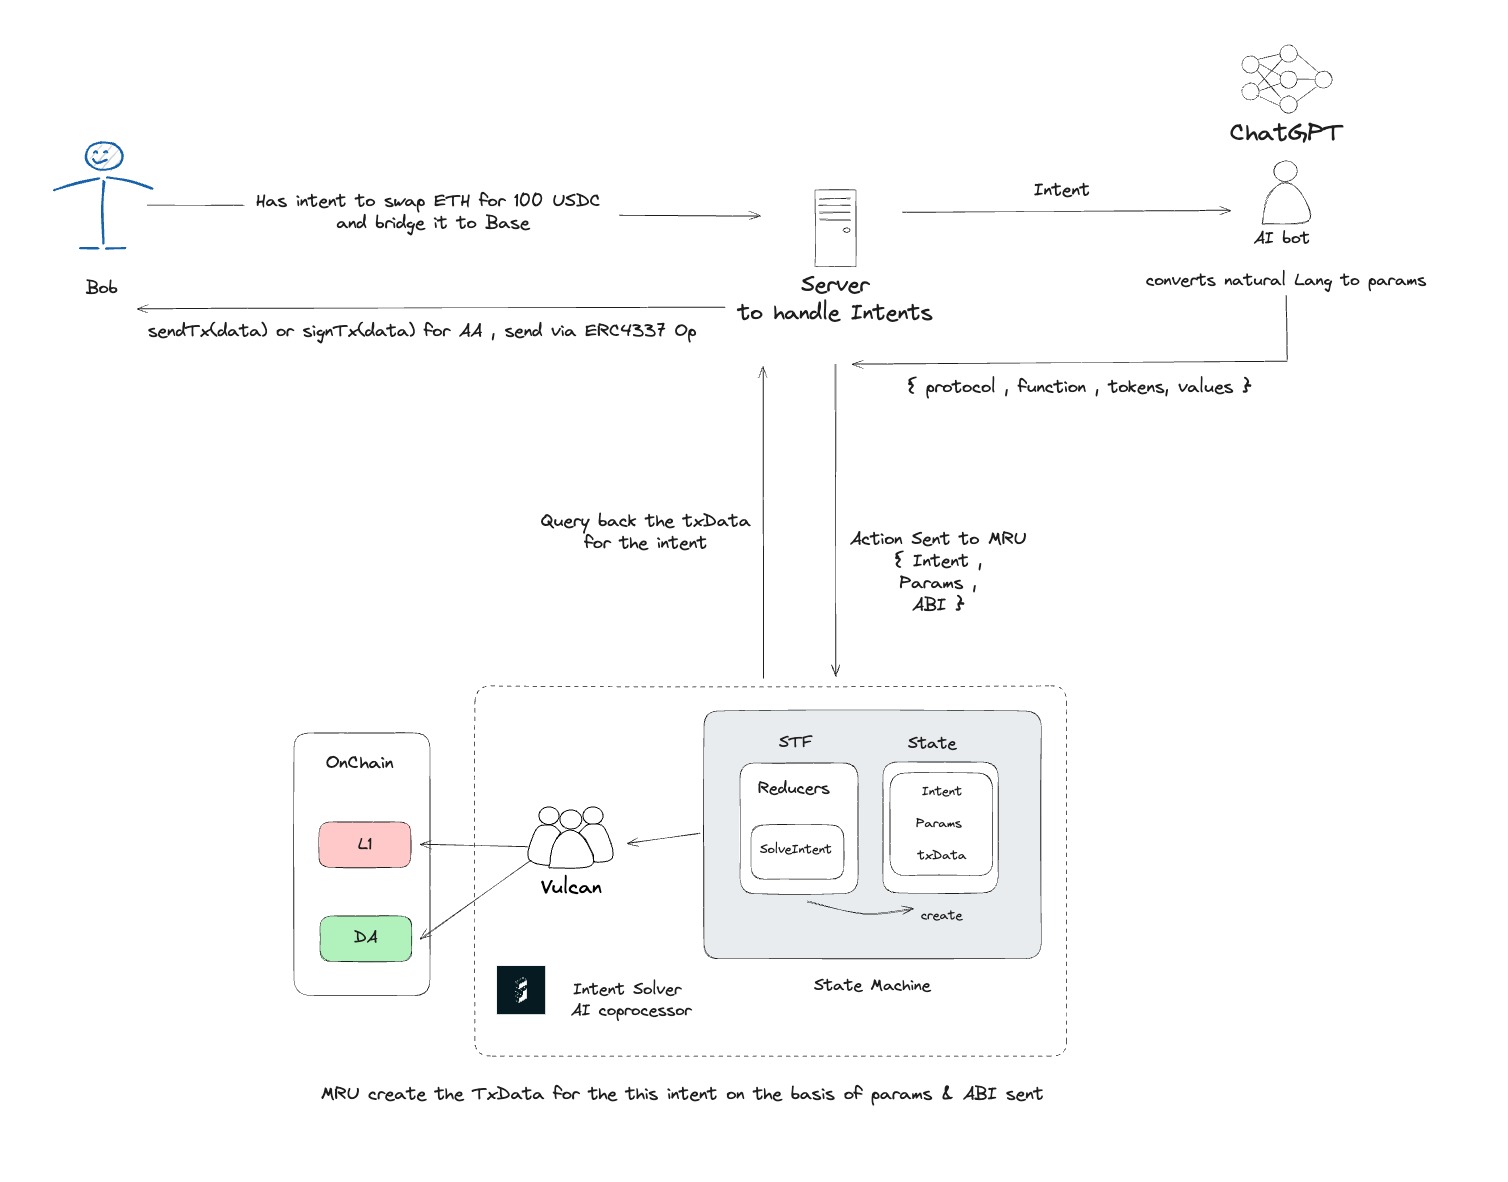 ChatGPT
Has intent to swap ETH for 100 USDC
and bridge it to Base
Intent
AI bot
Bob
Server
to handle Intents
converts natural Lang to params
sendTx(data) or signTx(data) for AA , send via ERC4337 Op
{ protocol , function , tokens, values }
Query back the txData
for the intent
Action Sent to MRU
{ Intent ,
Params ,
ABI }
OnChain
L1
DA
Vulcan
STF
Reducers
SolveIntent
State
Intent
Params
txData
create
State Machine
Intent Solver
AI coprocessor
MRU create the TxData for the this intent on the basis of params & ABI sent